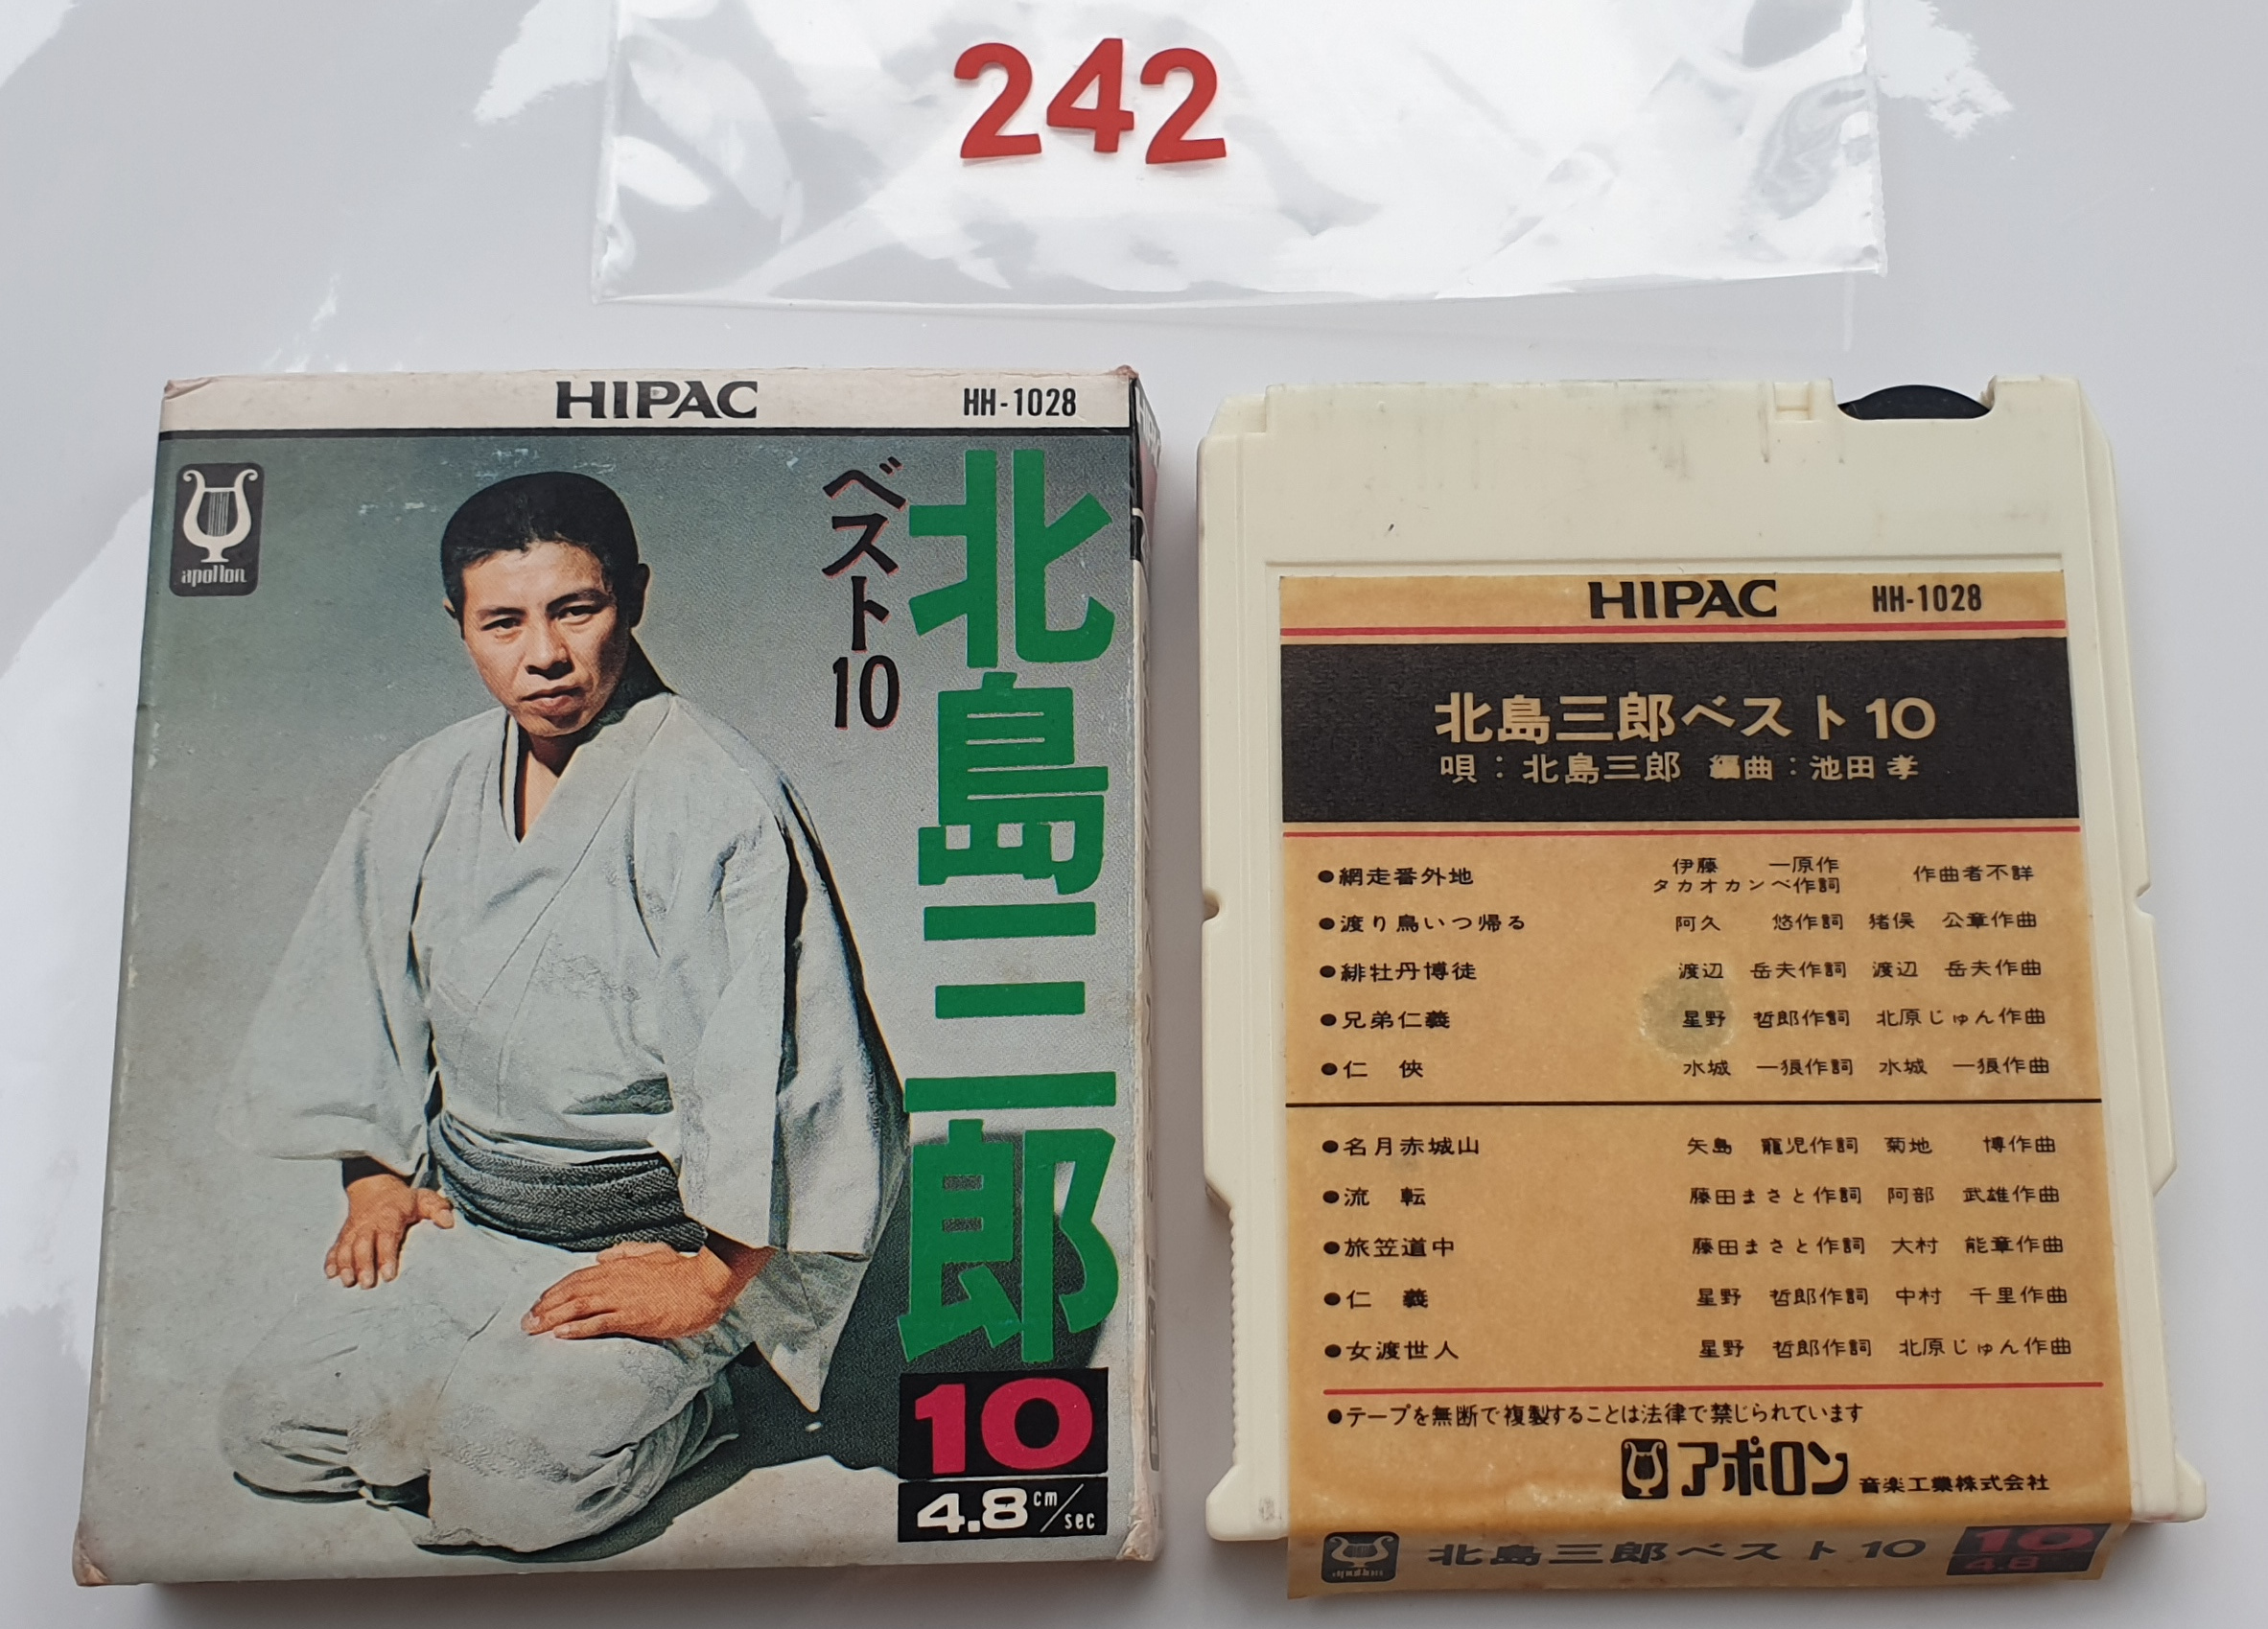 242
HIPAC HH-1028
apollon
北島三郎
ベスト10
10
4.8cm/sec
HIPAC HH-1028
北島三郎ベスト10
唄:北島三郎 編曲:池田孝
●網走番外地 伊藤 一原作 タカオカンベ作詞 作曲者不詳
●渡り鳥いつ帰る 阿久 悠作詞 猪俣 公章作曲
●緋牡丹博徒 渡辺 岳夫作詞 渡辺 岳夫作曲
●兄弟仁義 星野 哲郎作詞 北原じゅん作曲
●仁 俠 水城 一狼作詞 水城 一狼作曲
●名月赤城山 矢島 寵児作詞 菊地 博作曲
●流 転 藤田まさと作詞 阿部 武雄作曲
●旅笠道中 藤田まさと作詞 大村 能章作曲
●仁 義 星野 哲郎作詞 中村 千里作曲
●女渡世人 星野 哲郎作詞 北原じゅん作曲
●テープを無断で複製することは法律で禁じられています
アポロン音楽工業株式会社
北島三郎ベスト10 10
4.8